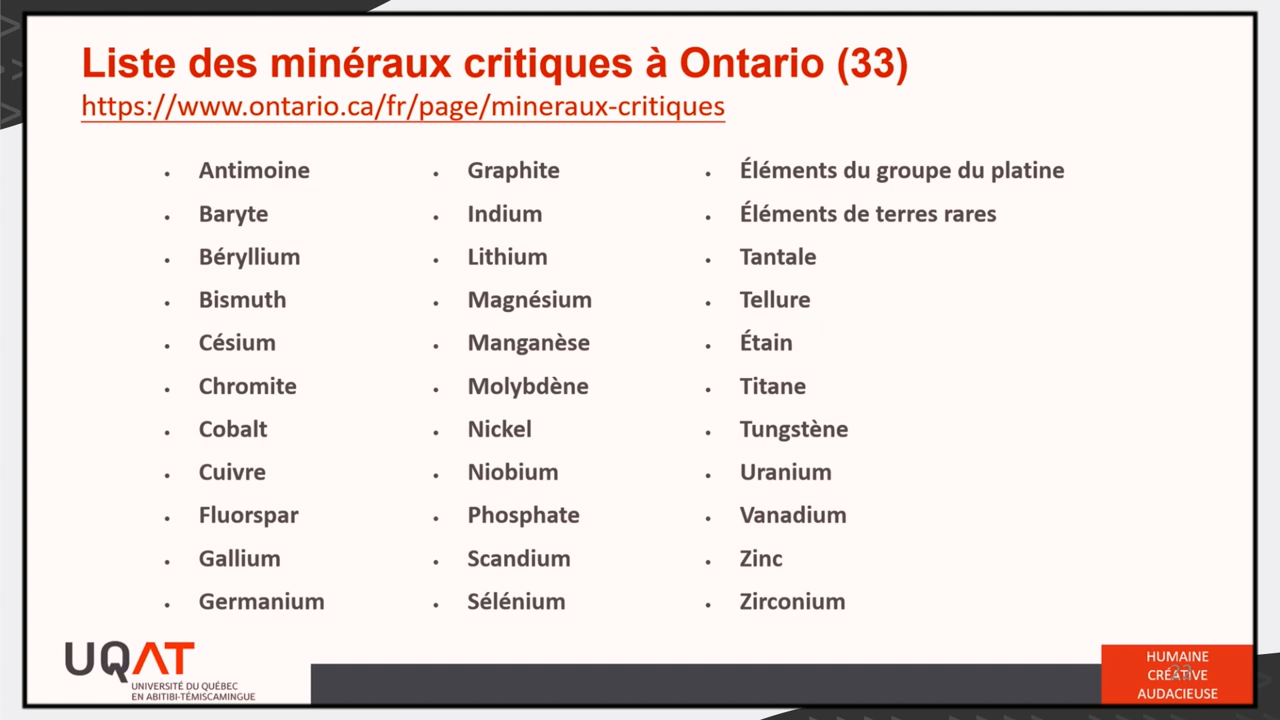 Liste des minéraux critiques à Ontario (33)
https://www.ontario.ca/fr/page/mineraux-critiques
• Antimoine
• Baryte
• Béryllium
• Bismuth
• Césium
• Chromite
• Cobalt
• Cuivre
• Fluorspar
• Gallium
• Germanium
• Graphite
• Indium
• Lithium
• Magnésium
• Manganèse
• Molybdène
• Nickel
• Niobium
• Phosphate
• Scandium
• Sélénium
• Éléments du groupe du platine
• Éléments de terres rares
• Tantale
• Tellure
• Étain
• Titane
• Tungstène
• Uranium
• Vanadium
• Zinc
• Zirconium
UQAT
UNIVERSITÉ DU QUÉBEC
EN ABITIBI-TÉMISCAMINGUE
HUMAINE
CRÉATIVE
AUDACIEUSE